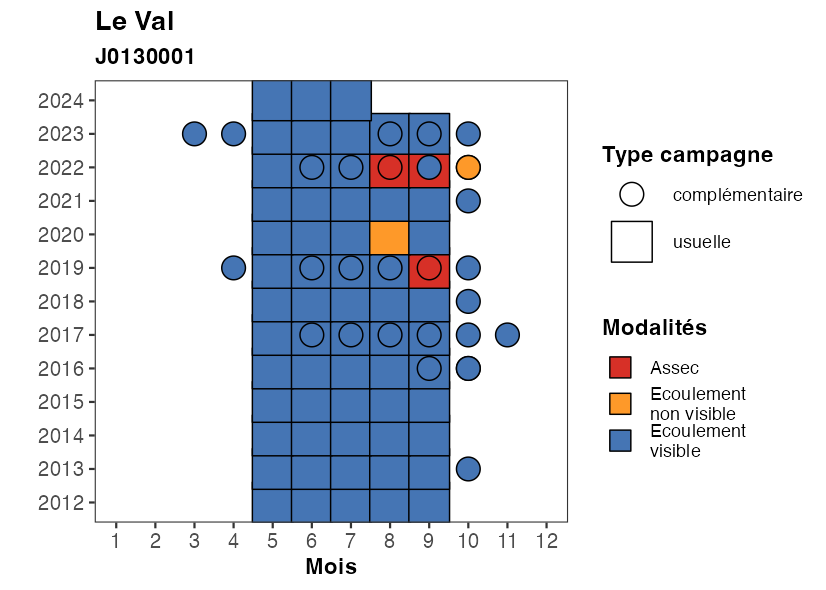 Le Val
J0130001
2024
2023
2022
2021
2020
2019
2018
2017
2016
2015
2014
2013
2012
1 2 3 4 5 6 7 8 9 10 11 12
Mois
Type campagne
complémentaire
usuelle
Modalités
Assec
Ecoulement
non visible
Ecoulement
visible